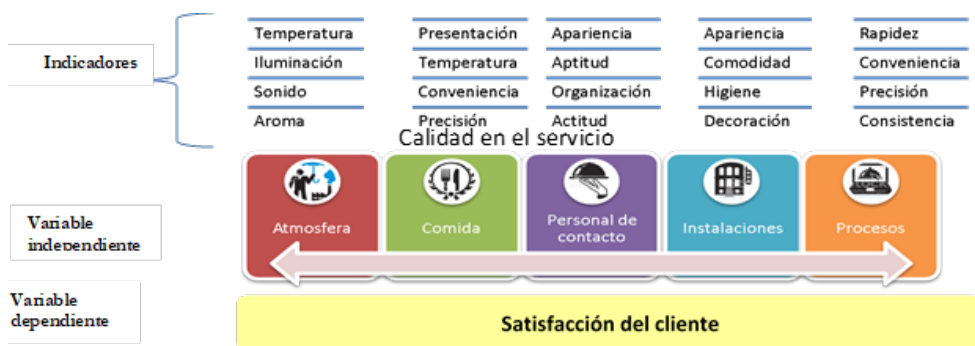 Indicadores
Temperatura Presentación Apariencia Apariencia Rapidez
Iluminación Temperatura Aptitud Comodidad Conveniencia
Sonido Conveniencia Organización Higiene Precisión
Aroma Precisión Actitud Decoración Consistencia
Calidad en el servicio
Variable
independiente
Atmosfera Comida Personal de
contacto Instalaciones Procesos
Variable
dependiente
Satisfacción del cliente